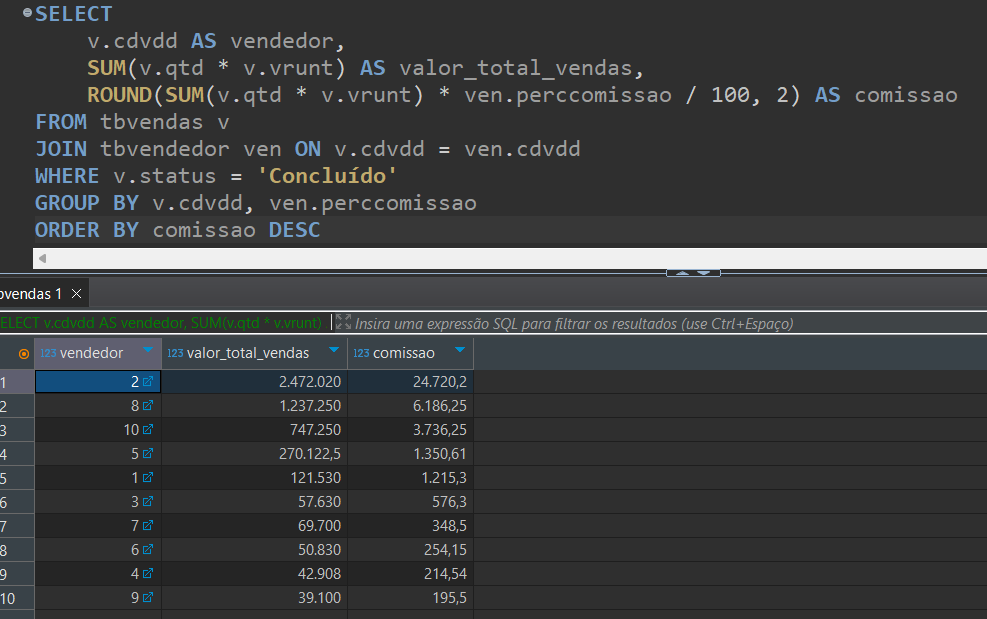 SELECT
v.cdvdd AS vendedor,
SUM(v.qtd * v.vrunt) AS valor_total_vendas,
ROUND(SUM(v.qtd * v.vrunt) * ven.perccomissao / 100, 2) AS comissao
FROM tbvendas v
JOIN tbvendedor ven ON v.cdvdd = ven.cdvdd
WHERE v.status = 'Concluído'
GROUP BY v.cdvdd, ven.perccomissao
ORDER BY comissao DESC
bvendas 1
ELECT v.cdvdd AS vendedor, SUM(v.qtd * v.vrunt) Insira uma expressão SQL para filtrar os resultados (use Ctrl+Espaço)
123 vendedor 123 valor_total_vendas 123 comissao
1 2 2.472.020 24.720,2
2 8 1.237.250 6.186,25
3 10 747.250 3.736,25
4 5 270.122,5 1.350,61
5 1 121.530 1.215,3
6 3 57.630 576,3
7 7 69.700 348,5
8 6 50.830 254,15
9 4 42.908 214,54
10 9 39.100 195,5